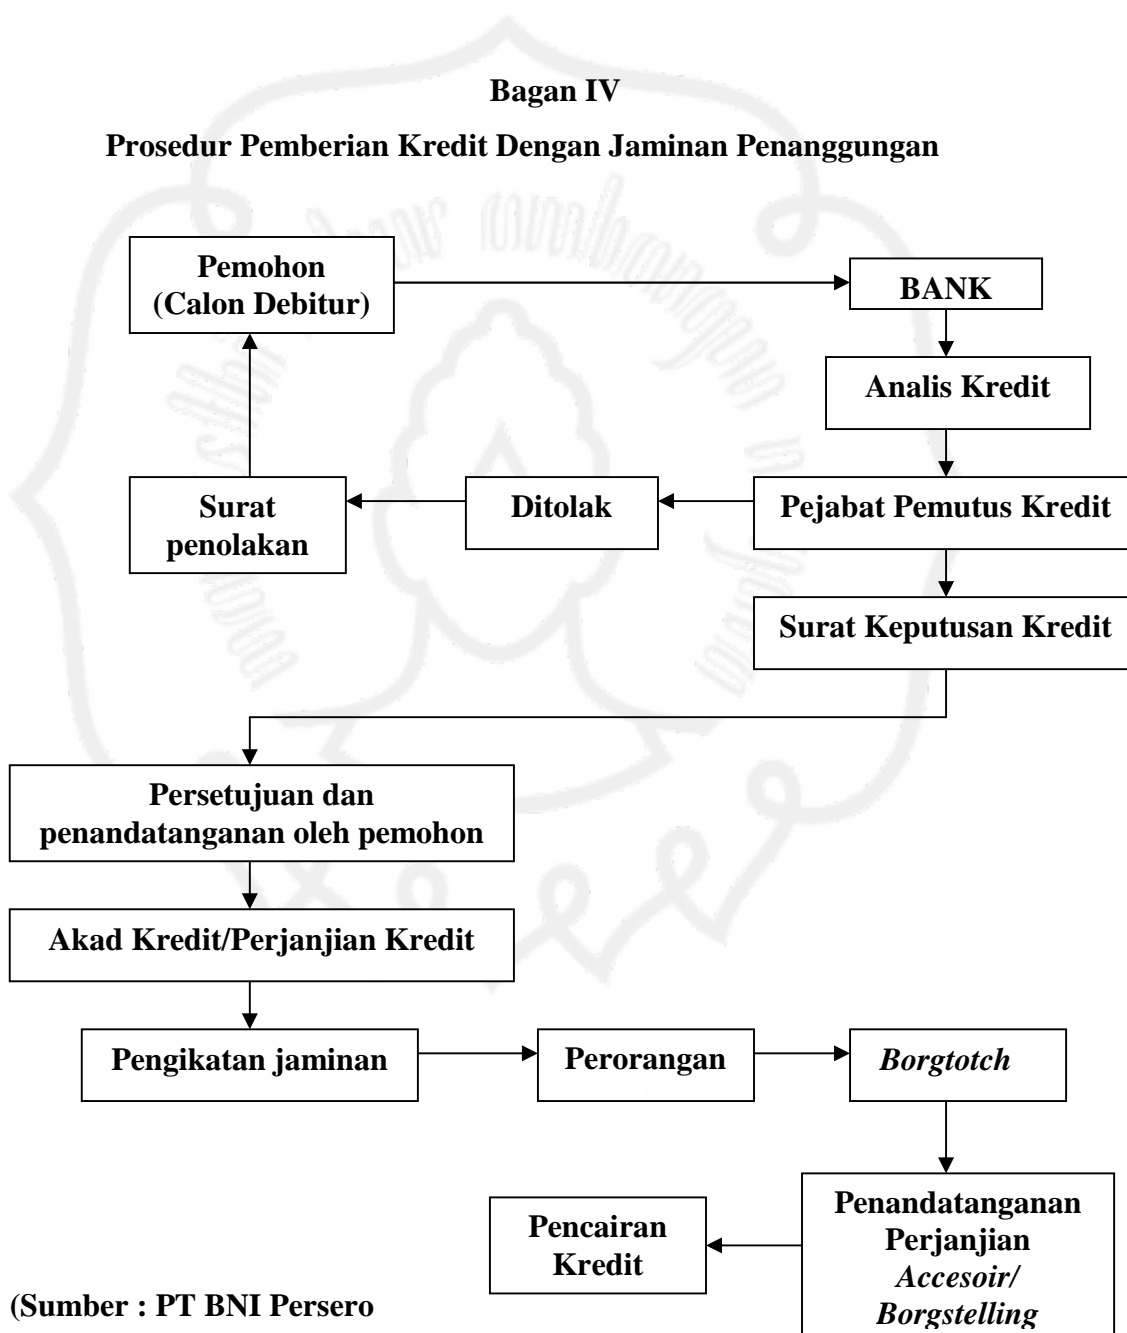 Bagan IV
Prosedur Pemberian Kredit Dengan Jaminan Penanggungan
Pemohon
(Calon Debitur)
BANK
Analis Kredit
Surat
penolakan
Ditolak
Pejabat Pemutus Kredit
Surat Keputusan Kredit
Persetujuan dan
penandatanganan oleh pemohon
Akad Kredit/Perjanjian Kredit
Pengikatan jaminan
Perorangan
Borgtotch
Penandatanganan
Perjanjian
Accesoir/
Borgstelling
Pencairan
Kredit
(Sumber : PT BNI Persero